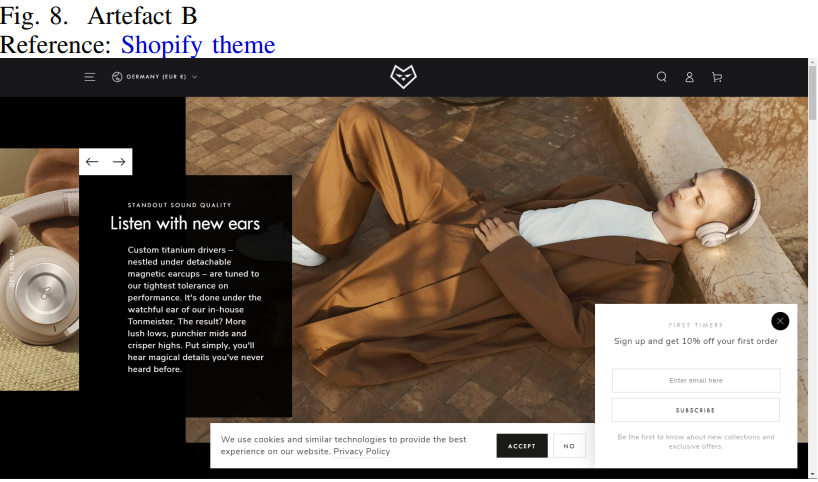 Fig. 8. Artefact B
Reference: Shopify theme
GERMANY (EUR €)
STANDOUT SOUND QUALITY
Listen with new ears
Custom titanium drivers –
nestled under detachable
magnetic earcups – are tuned to
our tightest tolerance on
performance. It's done under the
watchful ear of our in-house
Tonmeister. The result? More
lush lows, punchier mids and
crisper highs. Put simply, you'll
hear magical details you've never
heard before.
FIRST TIMER?
Sign up and get 10% off your first order
Enter email here
SUBSCRIBE
Be the first to know about new collections and
exclusive offers.
We use cookies and similar technologies to provide the best
experience on our website. Privacy Policy
ACCEPT
NO